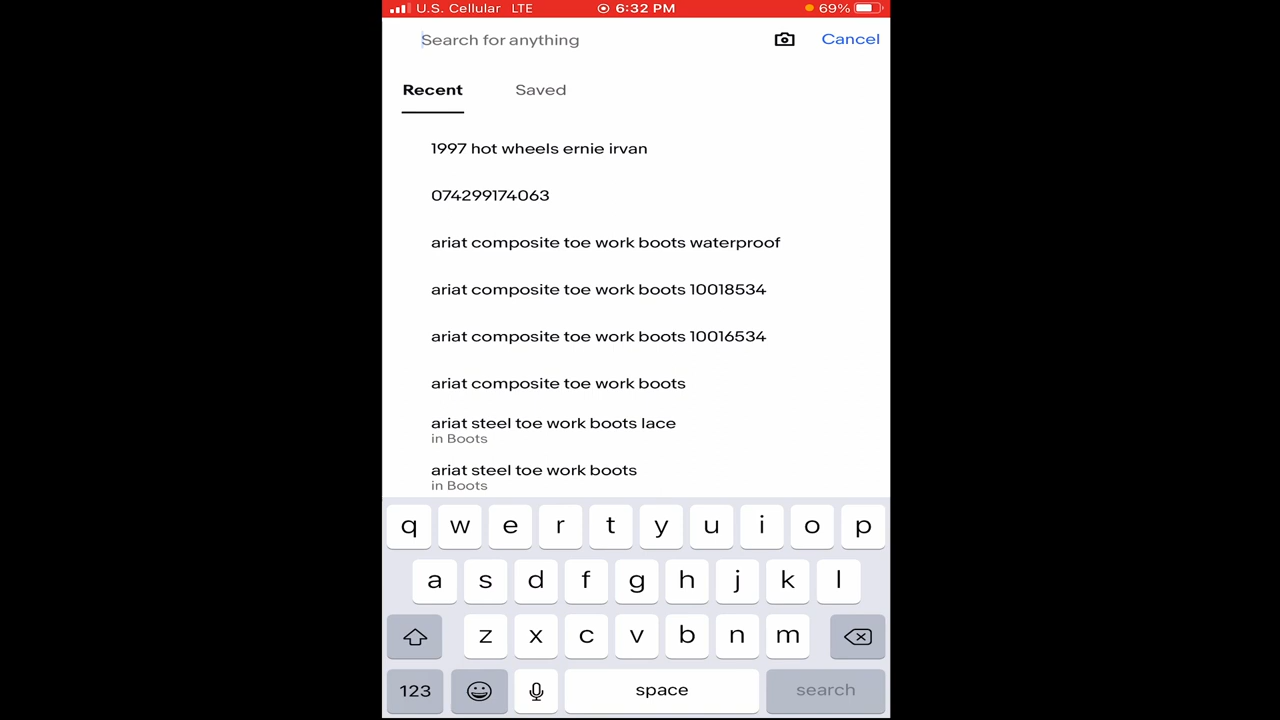 U.S. Cellular LTE 6:32 PM 69%
Search for anything Cancel
Recent Saved
1997 hot wheels ernie irvan
074299174063
ariat composite toe work boots waterproof
ariat composite toe work boots 10018534
ariat composite toe work boots 10016534
ariat composite toe work boots
ariat steel toe work boots lace
in Boots
ariat steel toe work boots
in Boots
q w e r t y u i o p
a s d f g h j k l
z x c v b n m
123 space search